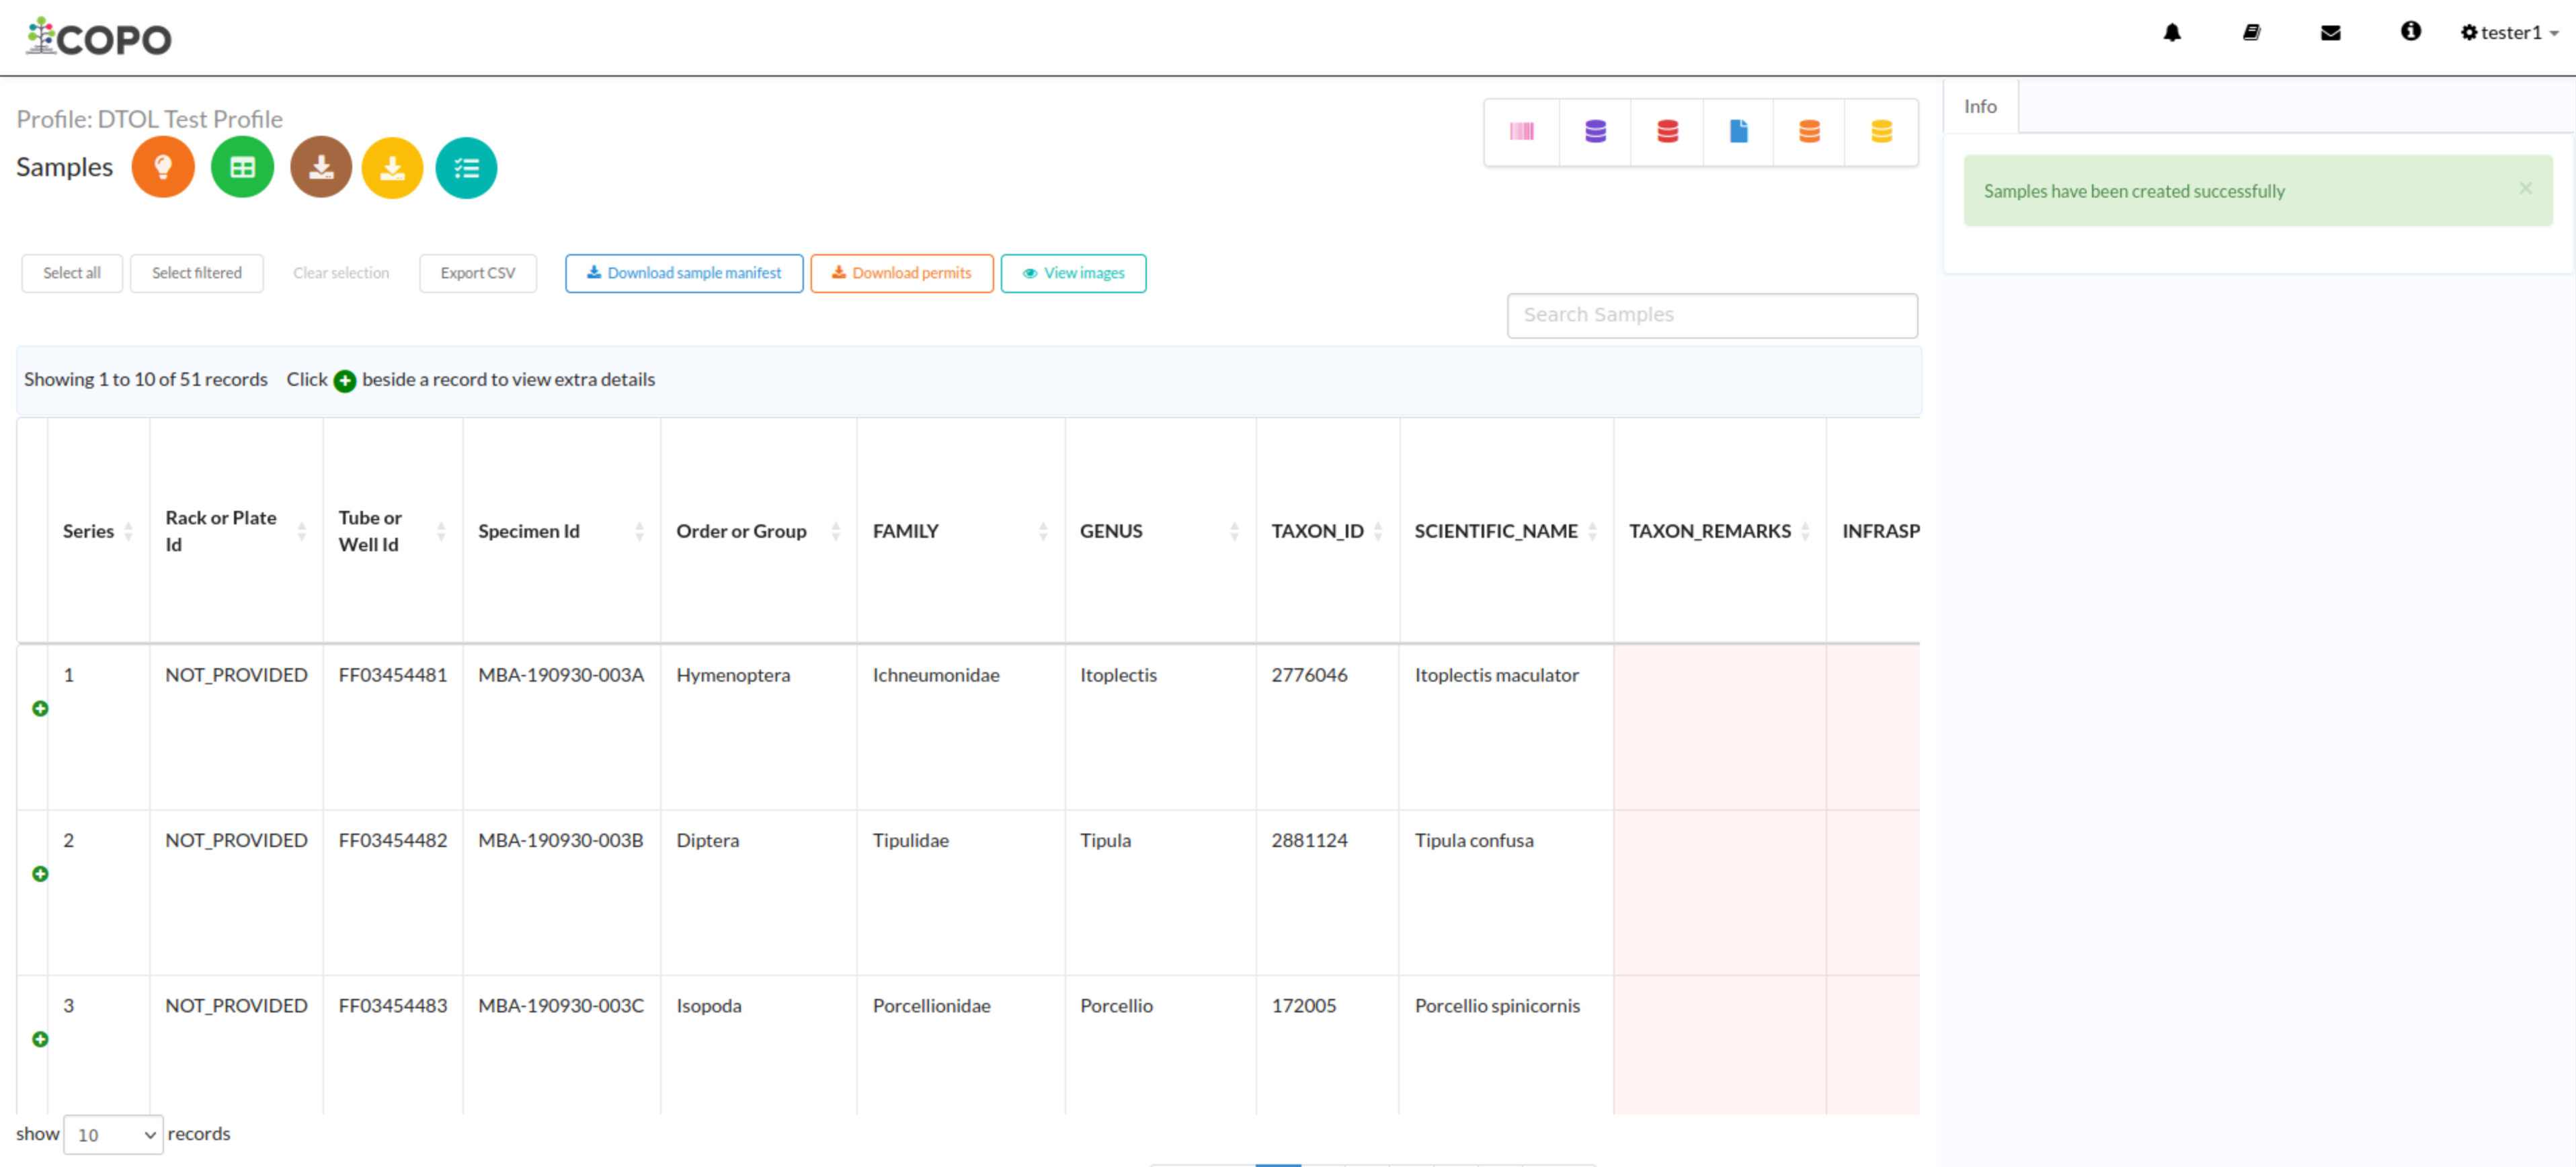 COPO
tester1
Profile: DTOL Test Profile
Samples
Info
Samples have been created successfully ×
Select all Select filtered Clear selection Export CSV Download sample manifest Download permits View images
Search Samples
Showing 1 to 10 of 51 records Click beside a record to view extra details
Series Rack or Plate Id Tube or Well Id Specimen Id Order or Group FAMILY GENUS TAXON_ID SCIENTIFIC_NAME TAXON_REMARKS INFRASP
1 NOT_PROVIDED FF03454481 MBA-190930-003A Hymenoptera Ichneumonidae Itoplectis 2776046 Itoplectis maculator
2 NOT_PROVIDED FF03454482 MBA-190930-003B Diptera Tipulidae Tipula 2881124 Tipula confusa
3 NOT_PROVIDED FF03454483 MBA-190930-003C Isopoda Porcellionidae Porcellio 172005 Porcellio spinicornis
show 10 records